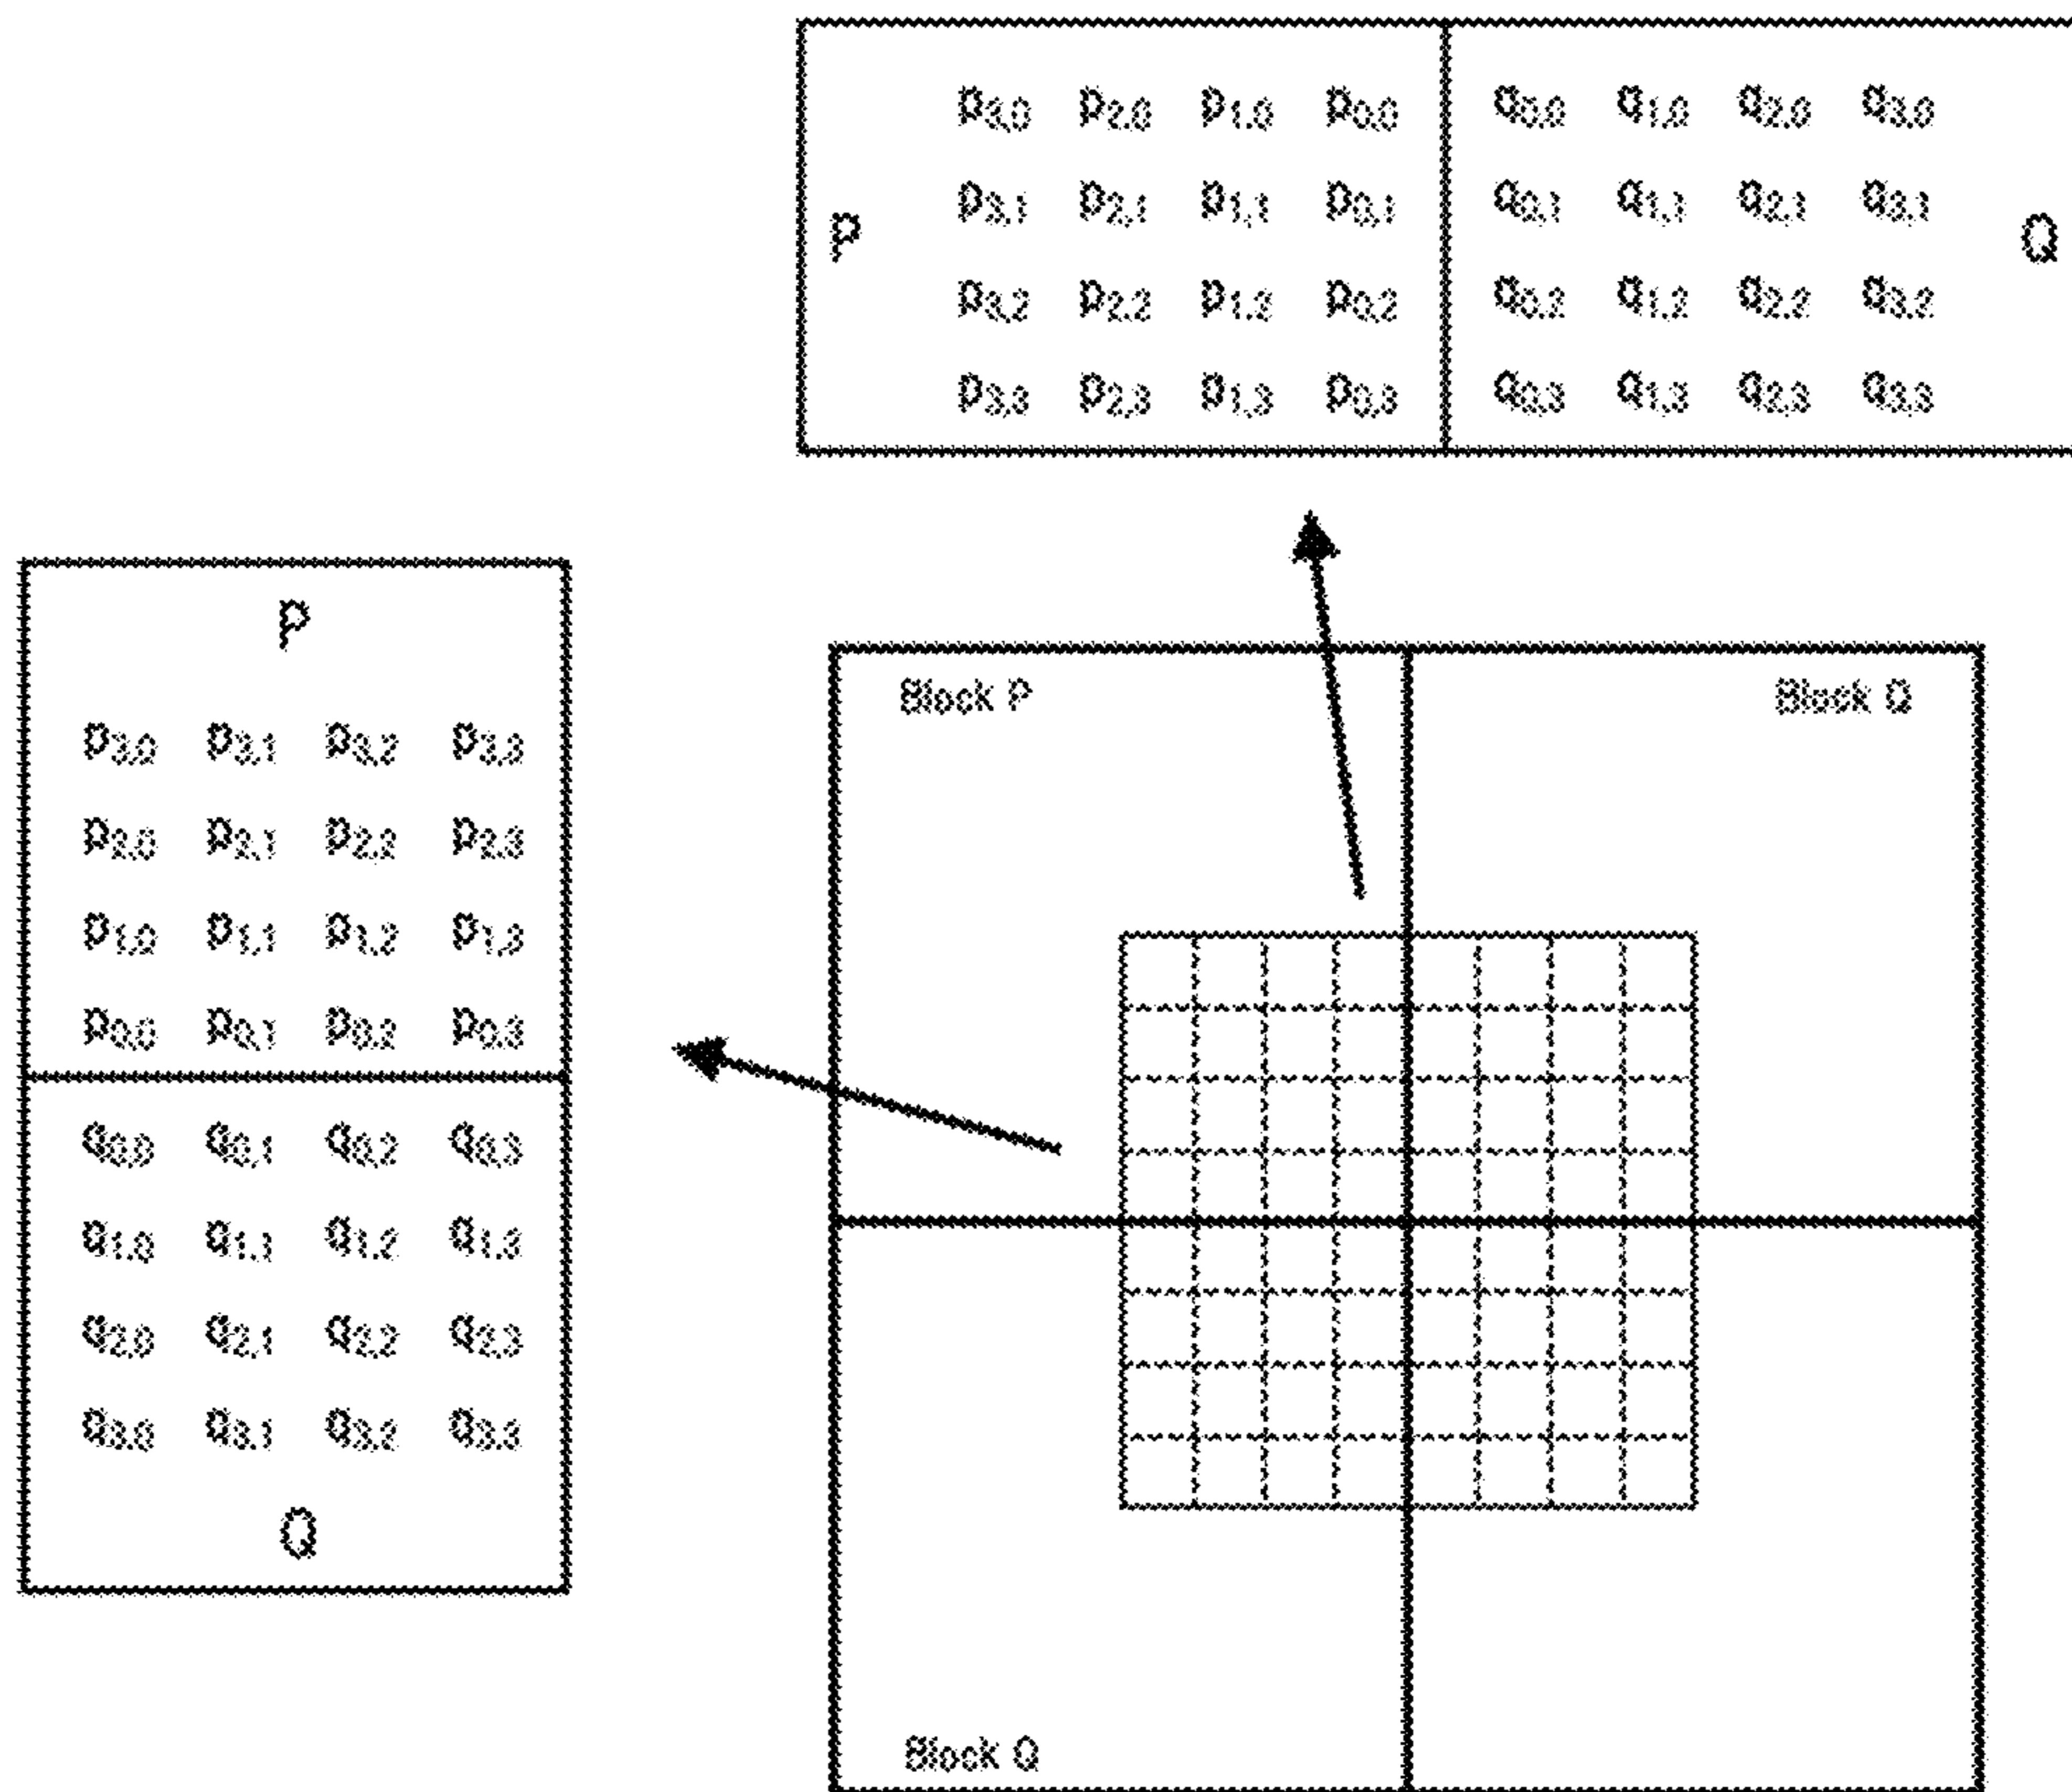 p3,0 p2,0 p1,0 p0,0 q0,0 q1,0 q2,0 q3,0
p3,1 p2,1 p1,1 p0,1 q0,1 q1,1 q2,1 q3,1
P Q
p3,2 p2,2 p1,2 p0,2 q0,2 q1,2 q2,2 q3,2
p3,3 p2,3 p1,3 p0,3 q0,3 q1,3 q2,3 q3,3
P
p3,0 p3,1 p3,2 p3,3
p2,0 p2,1 p2,2 p2,3
p1,0 p1,1 p1,2 p1,3
p0,0 p0,1 p0,2 p0,3
q0,0 q0,1 q0,2 q0,3
q1,0 q1,1 q1,2 q1,3
q2,0 q2,1 q2,2 q2,3
q3,0 q3,1 q3,2 q3,3
Q
Block P Block Q
Block Q